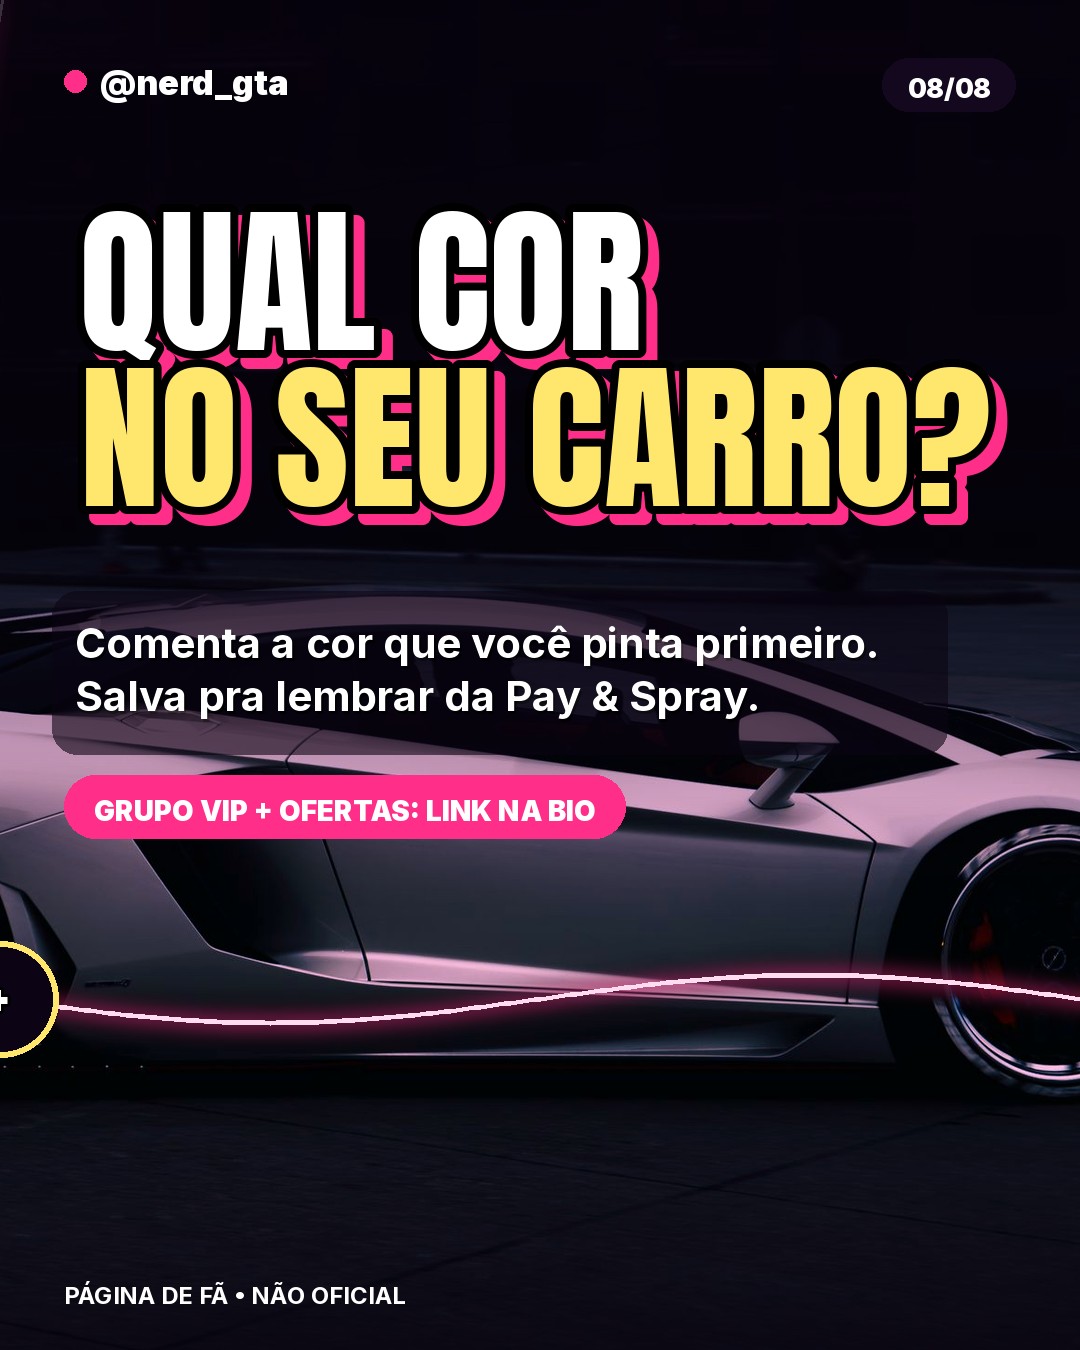 @nerd_gta
08/08
QUAL COR
NO SEU CARRO?
Comenta a cor que você pinta primeiro.
Salva pra lembrar da Pay & Spray.
GRUPO VIP + OFERTAS: LINK NA BIO
PÁGINA DE FÃ • NÃO OFICIAL